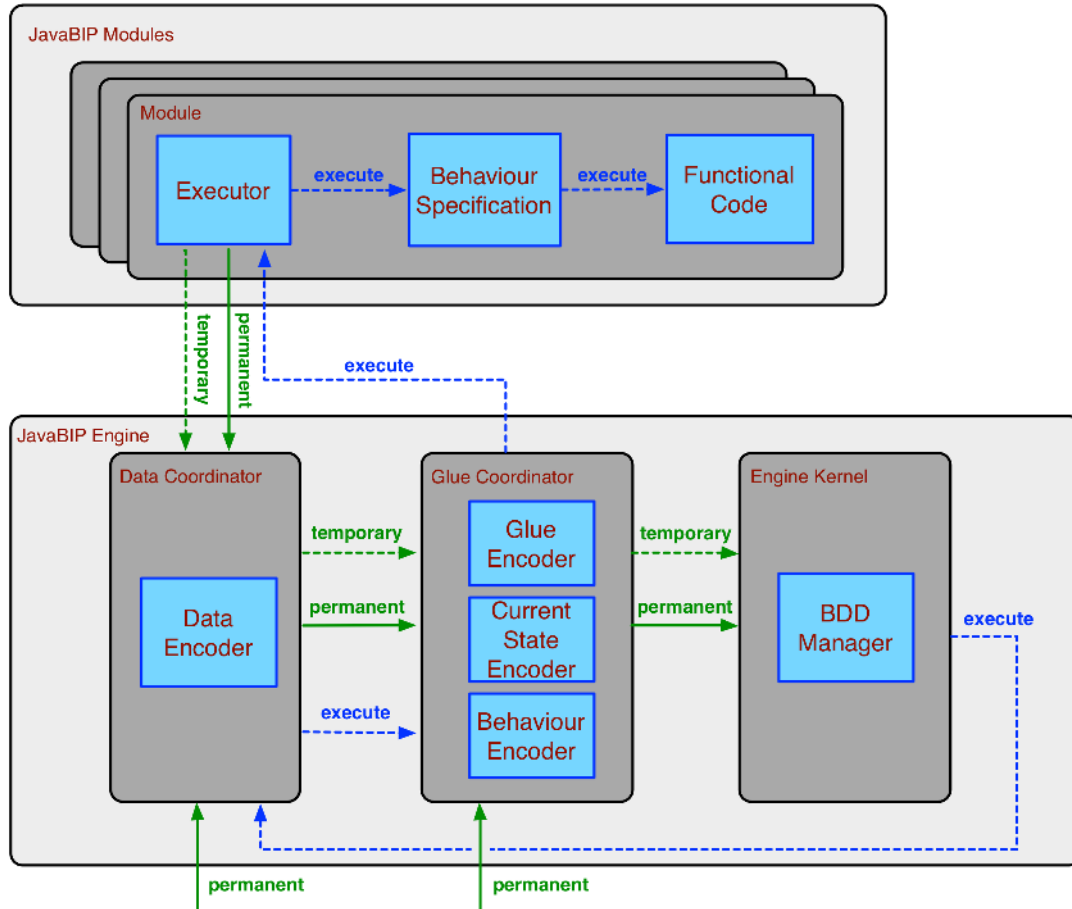 JavaBIP Modules
Module
Executor
execute
Behaviour
Specification
execute
Functional
Code
temporary
permanent
execute
JavaBIP Engine
Data Coordinator
Glue Coordinator
Engine Kernel
temporary
Glue
Encoder
temporary
Data
Encoder
permanent
Current
State
Encoder
permanent
BDD
Manager
execute
execute
Behaviour
Encoder
permanent
permanent